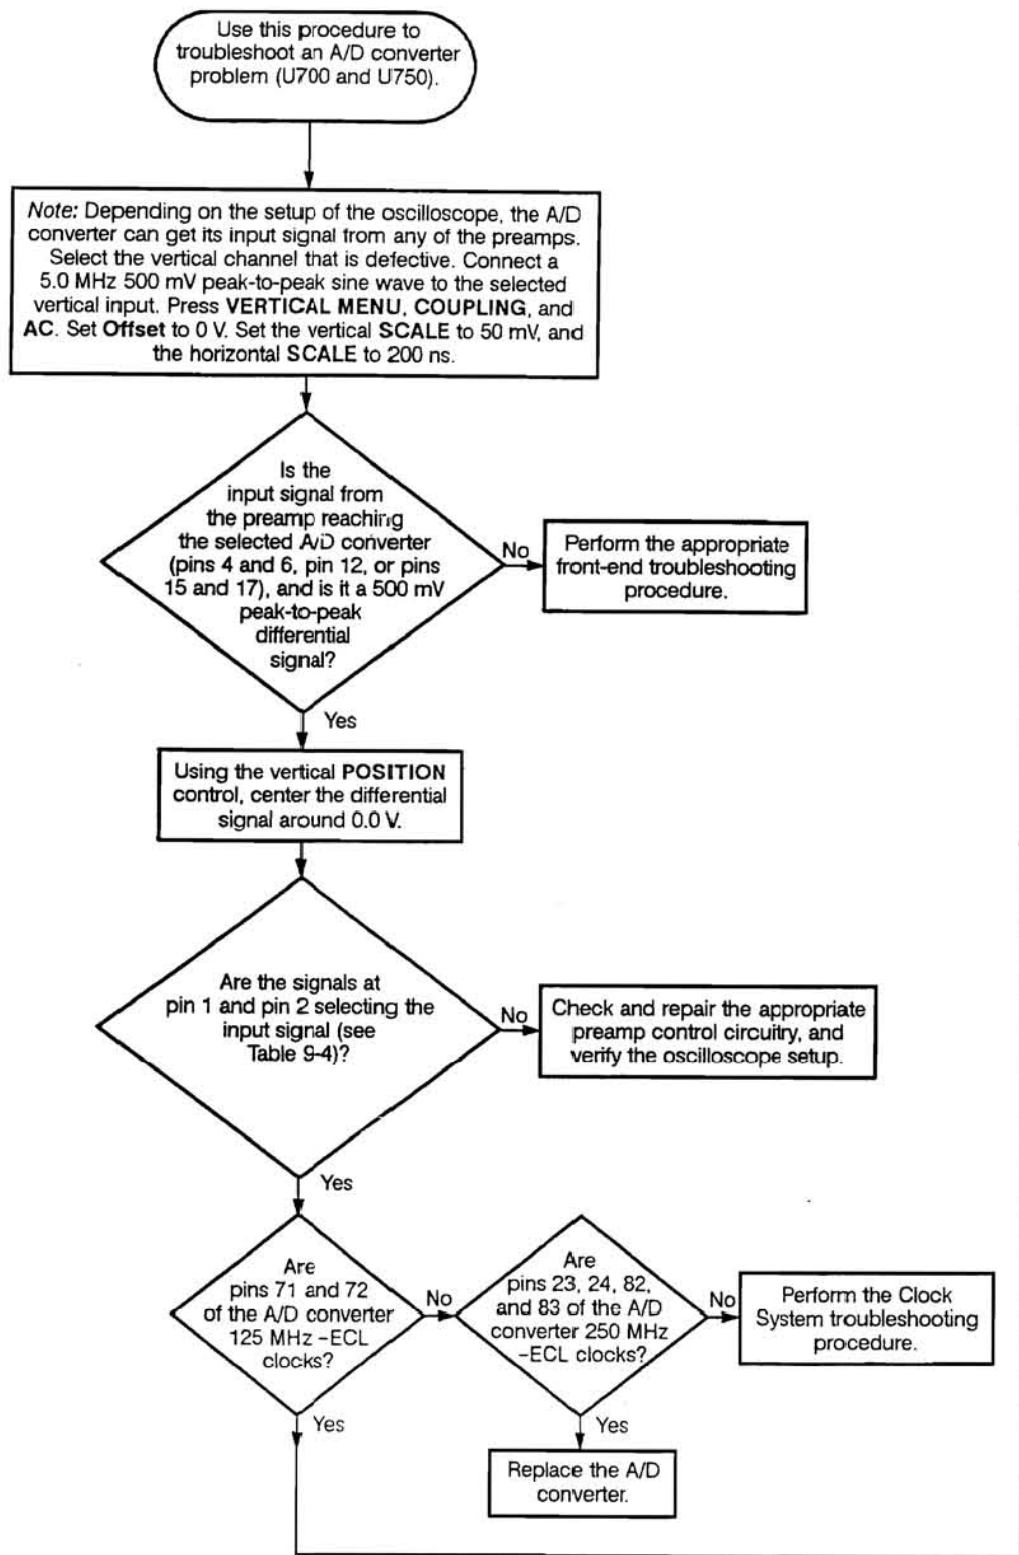 Use this procedure to
troubleshoot an A/D converter
problem (U700 and U750).
Note: Depending on the setup of the oscilloscope, the A/D
converter can get its input signal from any of the preamps.
Select the vertical channel that is defective. Connect a
5.0 MHz 500 mV peak-to-peak sine wave to the selected
vertical input. Press VERTICAL MENU, COUPLING, and
AC. Set Offset to 0 V. Set the vertical SCALE to 50 mV, and
the horizontal SCALE to 200 ns.
Is the
input signal from
the preamp reaching
the selected A/D converter
(pins 4 and 6, pin 12, or pins
15 and 17), and is it a 500 mV
peak-to-peak
differential
signal?
No
Perform the appropriate
front-end troubleshooting
procedure.
Yes
Using the vertical POSITION
control, center the differential
signal around 0.0 V.
Are the signals at
pin 1 and pin 2 selecting the
input signal (see
Table 9-4)?
No
Check and repair the appropriate
preamp control circuitry, and
verify the oscilloscope setup.
Yes
Are
pins 71 and 72
of the A/D converter
125 MHz -ECL
clocks?
No
Are
pins 23, 24, 82,
and 83 of the A/D
converter 250 MHz
-ECL clocks?
No
Perform the Clock
System troubleshooting
procedure.
Yes
Yes
Replace the A/D
converter.